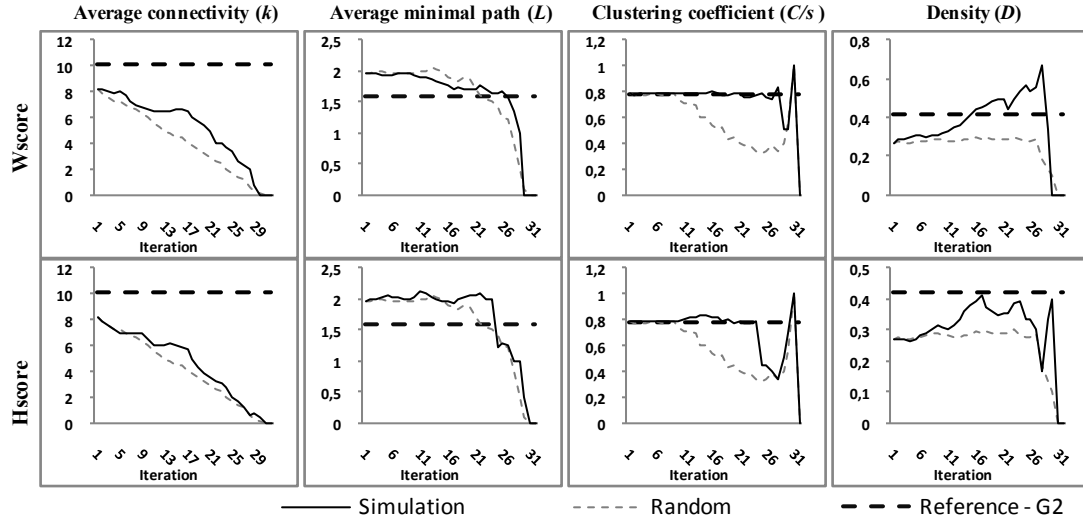 Average connectivity (k)
Average minimal path (L)
Clustering coefficient (C/s)
Density (D)
Wscore
12
10
8
6
4
2
0
1 5 9 13 17 21 25 29
Iteration
2,5
2
1,5
1
0,5
0
1 6 11 16 21 26 31
Iteration
1,2
1
0,8
0,6
0,4
0,2
0
1 6 11 16 21 26 31
Iteration
0,8
0,6
0,4
0,2
0
1 6 11 16 21 26 31
Iteration
Hscore
12
10
8
6
4
2
0
1 5 9 13 17 21 25 29
Iteration
2,5
2
1,5
1
0,5
0
1 6 11 16 21 26 31
Iteration
1,2
1
0,8
0,6
0,4
0,2
0
1 6 11 16 21 26 31
Iteration
0,5
0,4
0,3
0,2
0,1
0
1 6 11 16 21 26 31
Iteration
Simulation
Random
Reference - G2